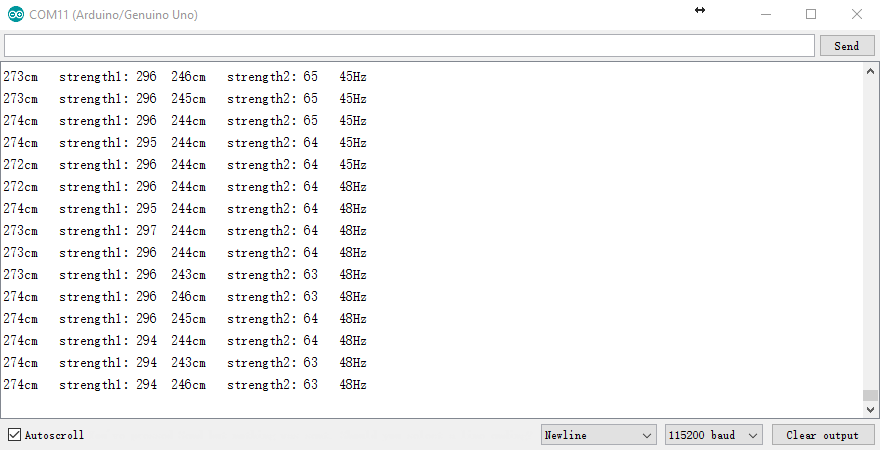 COM11 (Arduino/Genuino Uno)
Send
273cm strength1: 296 246cm strength2: 65 45Hz
273cm strength1: 296 245cm strength2: 65 45Hz
274cm strength1: 296 244cm strength2: 65 45Hz
274cm strength1: 295 244cm strength2: 64 45Hz
272cm strength1: 296 244cm strength2: 64 45Hz
272cm strength1: 296 244cm strength2: 64 48Hz
274cm strength1: 295 244cm strength2: 64 48Hz
273cm strength1: 297 244cm strength2: 64 48Hz
273cm strength1: 296 244cm strength2: 64 48Hz
273cm strength1: 296 243cm strength2: 63 48Hz
274cm strength1: 296 246cm strength2: 63 48Hz
274cm strength1: 296 245cm strength2: 64 48Hz
274cm strength1: 294 244cm strength2: 64 48Hz
274cm strength1: 294 243cm strength2: 63 48Hz
274cm strength1: 294 246cm strength2: 63 48Hz
Autoscroll Newline 115200 baud Clear output